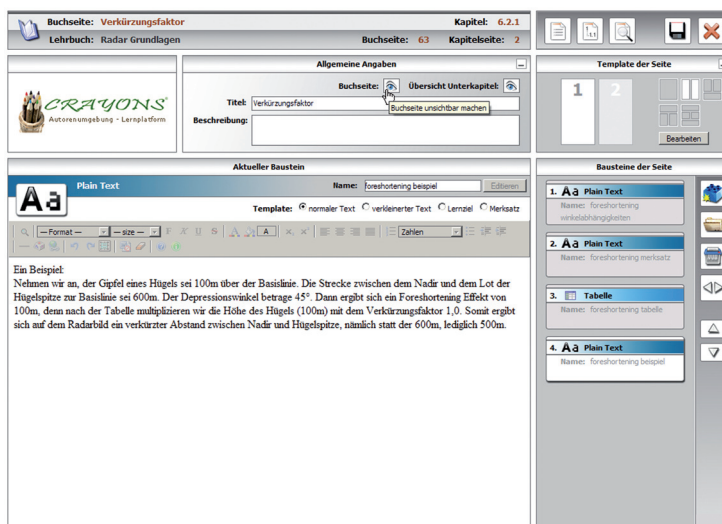 Buchseite: Verkürzungsfaktor Kapitel: 6.2.1
Lehrbuch: Radar Grundlagen Buchseite: 63 Kapitelseite: 2
CRAYONS
Autorenumgebung - Lernplatform
Allgemeine Angaben
Buchseite: Übersicht Unterkapitel:
Titel: Verkürzungsfaktor
Buchseite unsichtbar machen
Beschreibung:
Template der Seite
1 2
Bearbeiten
Aktueller Baustein
Aa Plain Text Name: foreshortening beispiel Editieren
Template: normaler Text verkleinerter Text Lernziel Merksatz
— Format — — size — F K U S A A x, x' Zahlen
Ein Beispiel:
Nehmen wir an, der Gipfel eines Hügels sei 100m über der Basislinie. Die Strecke zwischen dem Nadir und dem Lot der
Hügelspitze zur Basislinie sei 600m. Der Depressionswinkel betrage 45°. Dann ergibt sich ein Foreshortening Effekt von
100m, denn nach der Tabelle multiplizieren wir die Höhe des Hügels (100m) mit dem Verkürzungsfaktor 1,0. Somit ergibt
sich auf dem Radarbild ein verkürzter Abstand zwischen Nadir und Hügelspitze, nämlich statt der 600m, lediglich 500m.
Bausteine der Seite
1. Aa Plain Text
Name: foreshortening
winkelabhängigkeiten
2. Aa Plain Text
Name: foreshortening merksatz
3. Tabelle
Name: foreshortening tabelle
4. Aa Plain Text
Name: foreshortening beispiel